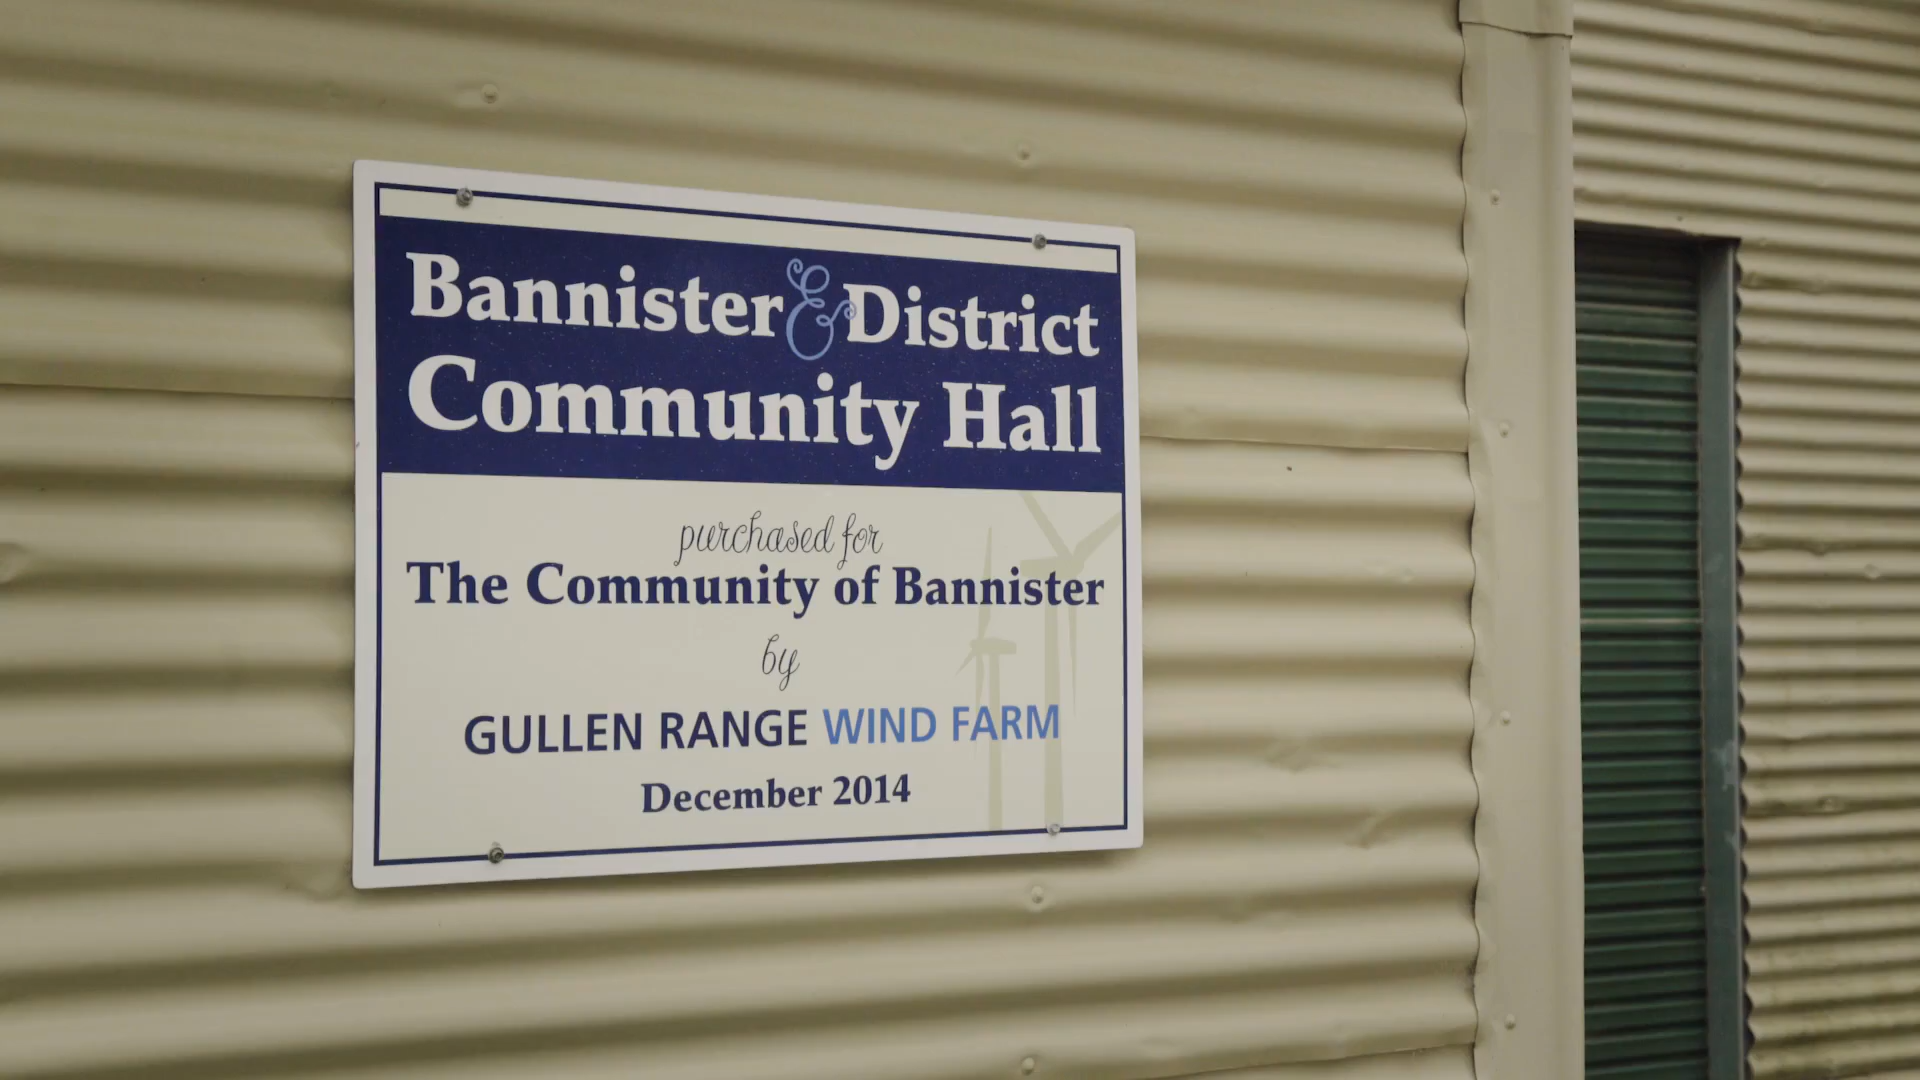 Bannister & District
Community Hall
purchased for
The Community of Bannister
by
GULLEN RANGE WIND FARM
December 2014